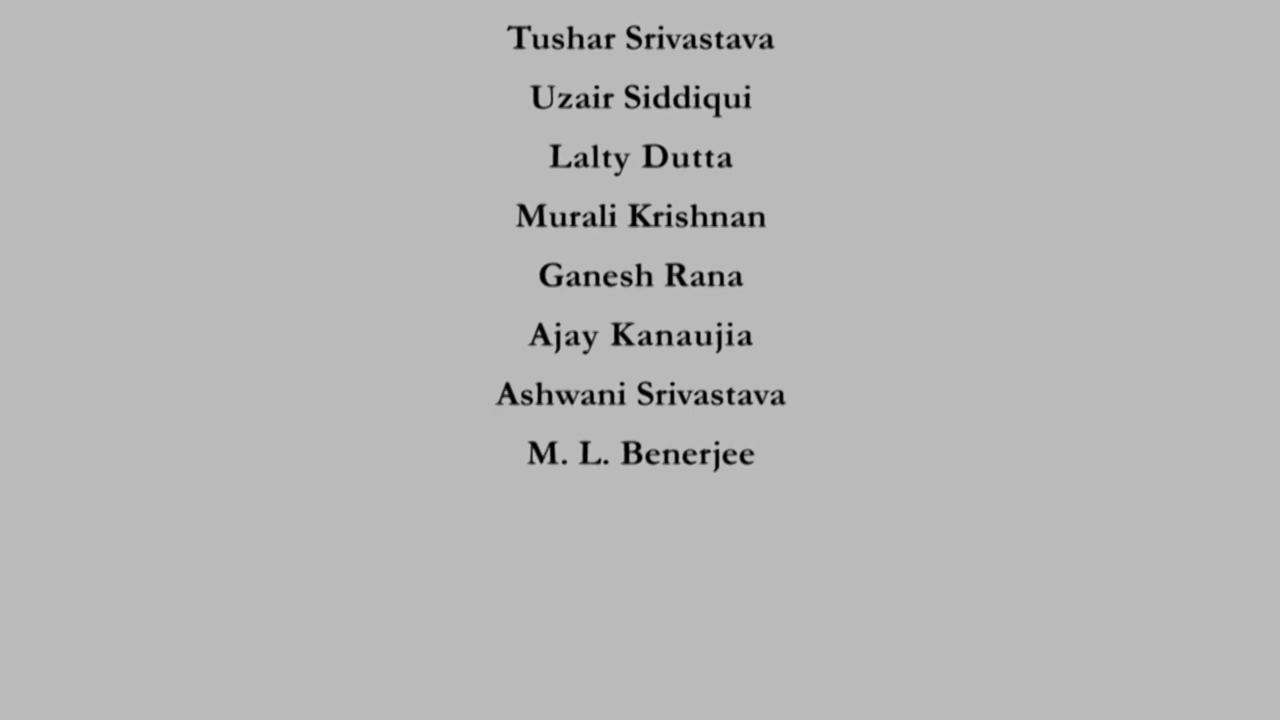 Tushar Srivastava
Uzair Siddiqui
Lalty Dutta
Murali Krishnan
Ganesh Rana
Ajay Kanaujia
Ashwani Srivastava
M. L. Benerjee